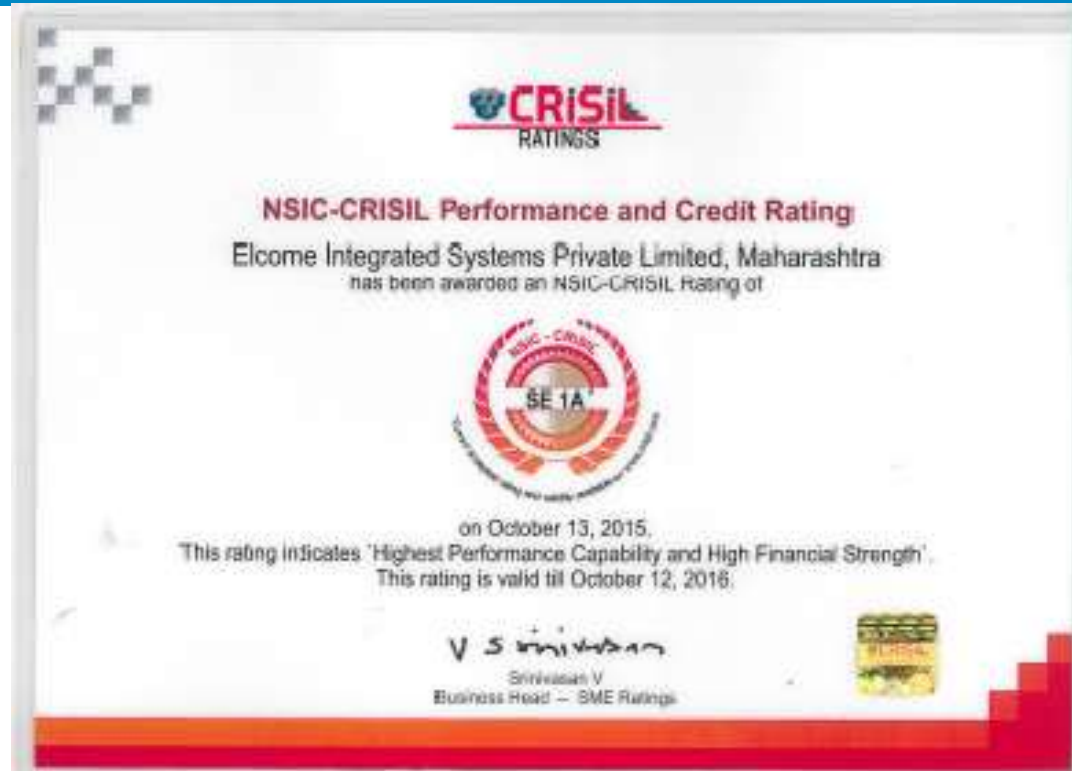 CRiSiL
RATINGS
NSIC-CRISIL Performance and Credit Rating
Elcome Integrated Systems Private Limited, Maharashtra
has been awarded an NSIC-CRISIL Rating of
NSIC - CRISIL
SE 1A
on October 13, 2015.
This rating indicates 'Highest Performance Capability and High Financial Strength'.
This rating is valid till October 12, 2016.
V Srinivasan
Srinivasan V
Business Head – SME Ratings
CRISIL